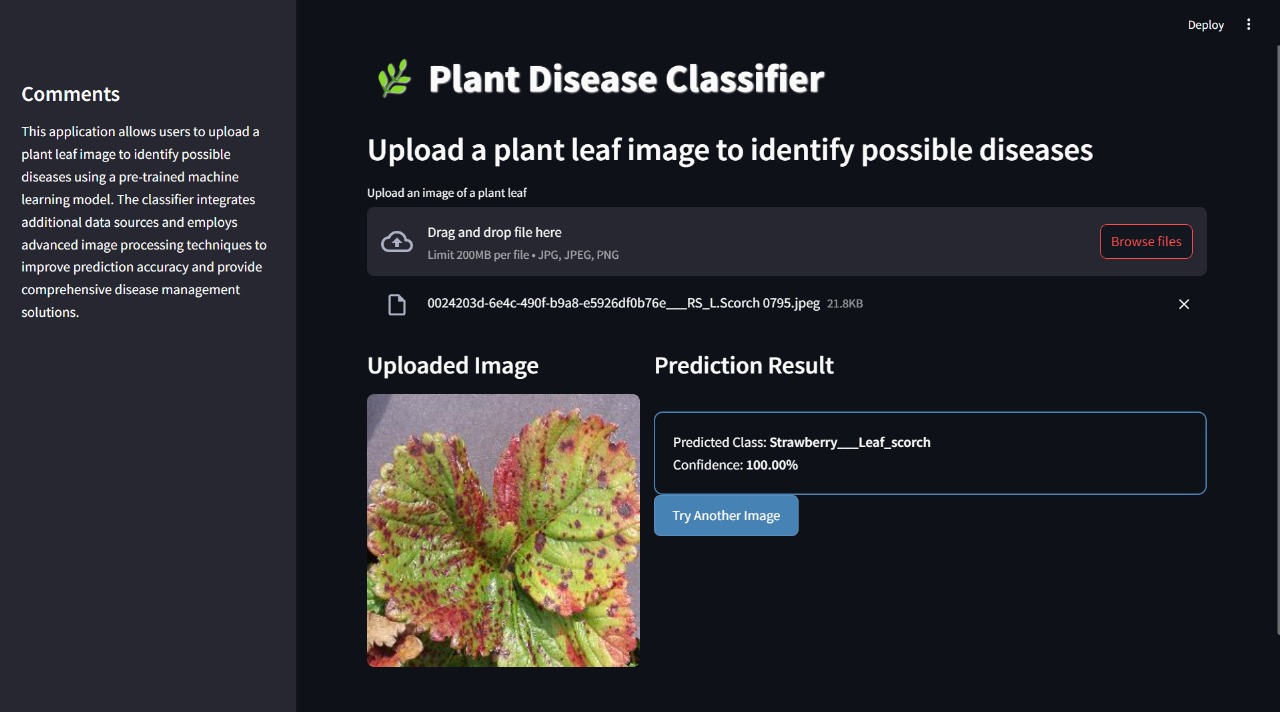 Deploy
Comments
This application allows users to upload a
plant leaf image to identify possible
diseases using a pre-trained machine
learning model. The classifier integrates
additional data sources and employs
advanced image processing techniques to
improve prediction accuracy and provide
comprehensive disease management
solutions.
Plant Disease Classifier
Upload a plant leaf image to identify possible diseases
Upload an image of a plant leaf
Drag and drop file here
Limit 200MB per file • JPG, JPEG, PNG
Browse files
0024203d-6e4c-490f-b9a8-e5926df0b76e___RS_L.Scorch 0795.jpeg 21.8KB
Uploaded Image
Prediction Result
Predicted Class: Strawberry___Leaf_scorch
Confidence: 100.00%
Try Another Image